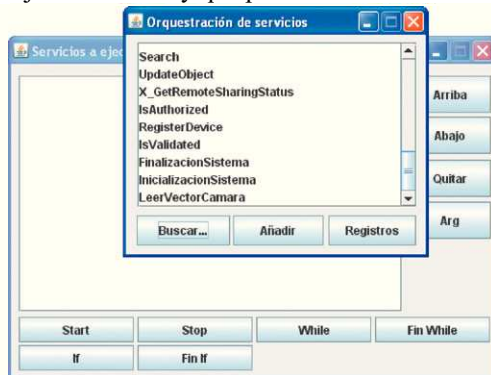 Orquestración de servicios
Servicios a ejec
Search
UpdateObject
X_GetRemoteSharingStatus
IsAuthorized
RegisterDevice
IsValidated
FinalizacionSistema
InicializacionSistema
LeerVectorCamara
Buscar...
Añadir
Registros
Arriba
Abajo
Quitar
Arg
Start
Stop
While
Fin While
If
Fin If